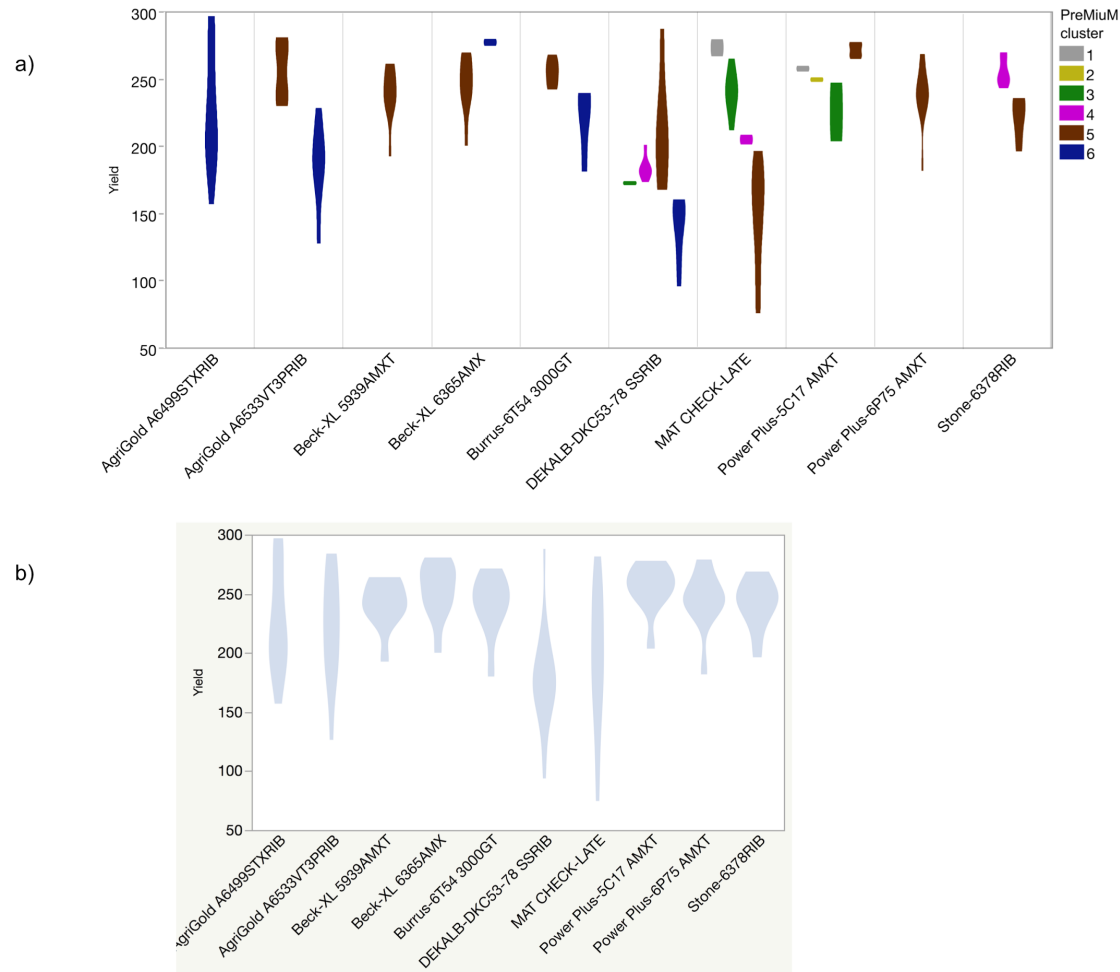 a)
300
250
200
150
100
50
Yield
PreMiuM
cluster
1
2
3
4
5
6
AgriGold A6499STXRIB
AgriGold A6533VT3PRIB
Beck-XL 5939AMXT
Beck-XL 6365AMX
Burrus-6T54 3000GT
DEKALB-DKC53-78 SSRIB
MAT CHECK-LATE
Power Plus-5C17 AMXT
Power Plus-6P75 AMXT
Stone-6378RIB
b)
300
250
200
150
100
50
Yield
AgriGold A6499STXRIB
AgriGold A6533VT3PRIB
Beck-XL 5939AMXT
Beck-XL 6365AMX
Burrus-6T54 3000GT
DEKALB-DKC53-78 SSRIB
MAT CHECK-LATE
Power Plus-5C17 AMXT
Power Plus-6P75 AMXT
Stone-6378RIB